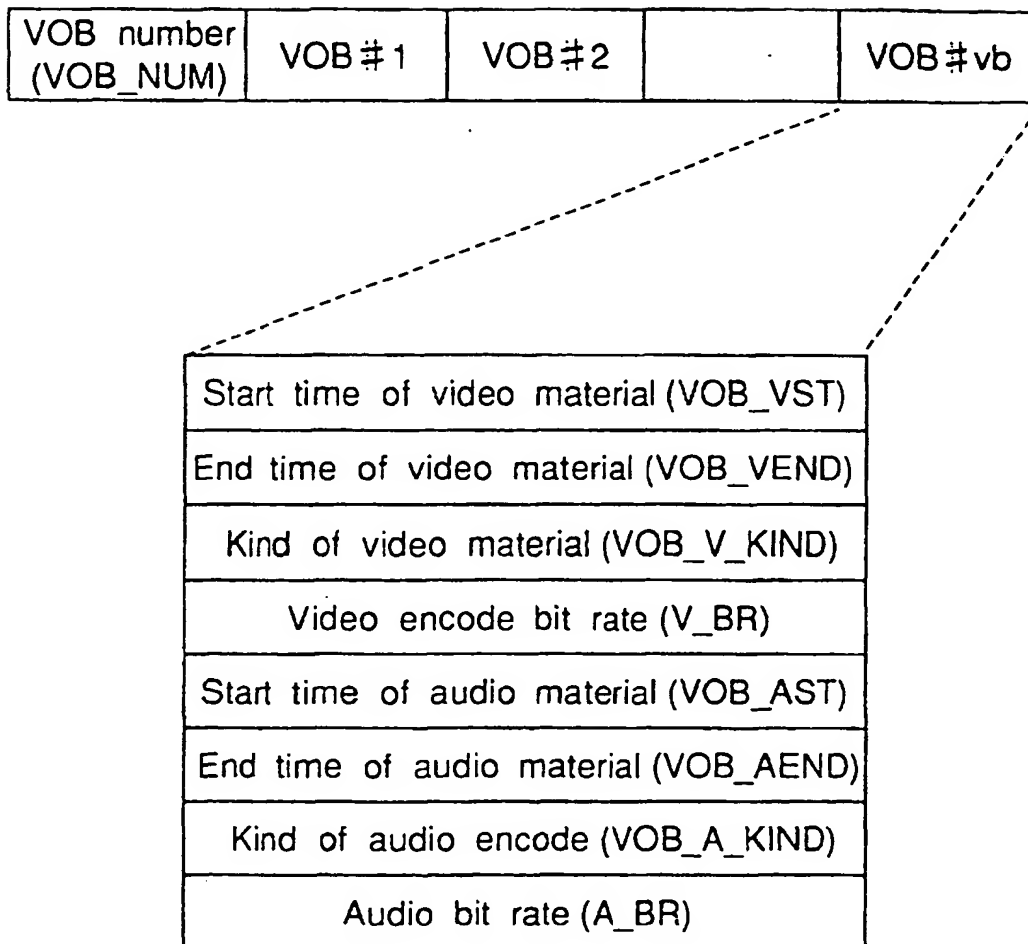 VOB number
(VOB_NUM)
VOB#1
VOB#2
VOB#vb
Start time of video material (VOB_VST)
End time of video material (VOB_VEND)
Kind of video material (VOB_V_KIND)
Video encode bit rate (V_BR)
Start time of audio material (VOB_AST)
End time of audio material (VOB_AEND)
Kind of audio encode (VOB_A_KIND)
Audio bit rate (A_BR)